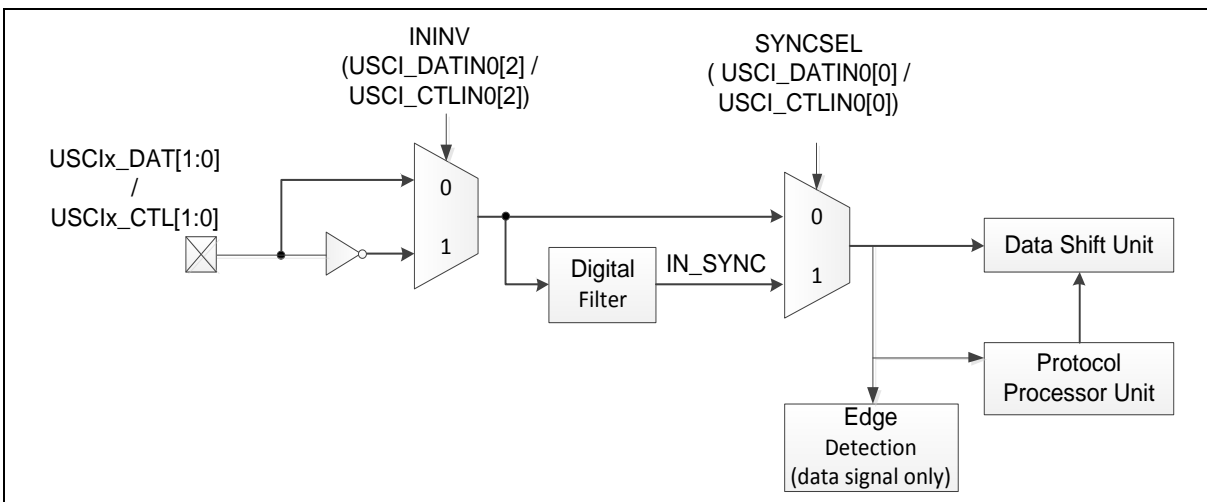 ININV
(USCI_DATIN0[2] /
USCI_CTLIN0[2])
SYNCSEL
( USCI_DATIN0[0] /
USCI_CTLIN0[0])
USCIx_DAT[1:0]
/
USCIx_CTL[1:0]
0
1
Digital
Filter
IN_SYNC
0
1
Data Shift Unit
Protocol
Processor Unit
Edge
Detection
(data signal only)